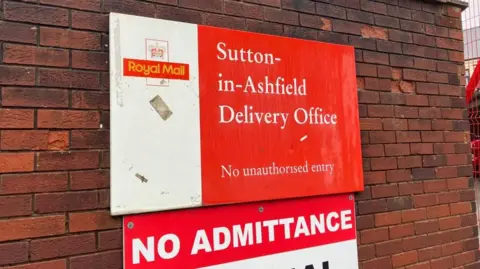 Royal Mail
Sutton-
in-Ashfield
Delivery Office
No unauthorised entry
NO ADMITTANCE